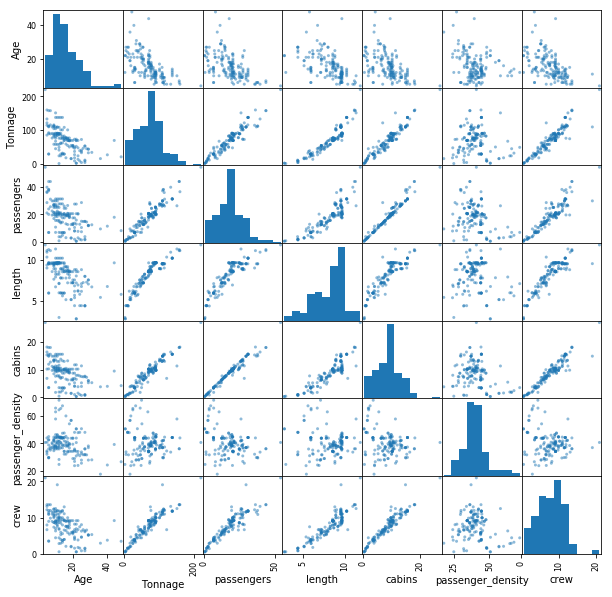 Age
40
20
Tonnage
200
100
0
passengers
40
20
0
length
10
5
cabins
20
10
0
passenger_density
60
40
20
crew
20
10
0
20 40
0 200
0 50
5 10
0 20
25 50
0 10 20
Age Tonnage passengers length cabins passenger_density crew